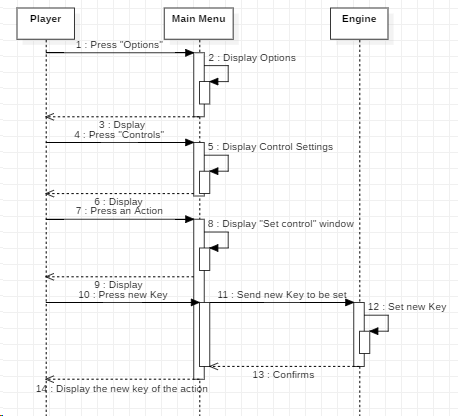 Player
Main Menu
Engine
1 : Press "Options"
2 : Display Options
3 : Dsplay
4 : Press "Controls"
5 : Display Control Settings
6 : Dsplay
7 : Press an Action
8 : Display "Set control" window
9 : Display
10 : Press new Key
11 : Send new Key to be set
12 : Set new Key
13 : Confirms
14 : Display the new key of the action